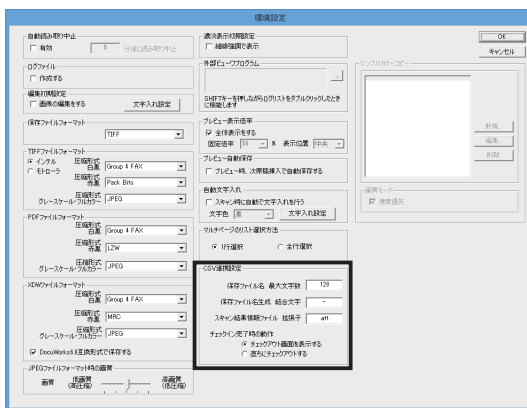 環境設定
自動読み取り中止
有効
5 分後に読み取り中止
ログファイル
作成する
編集初期設定
画像の編集をする
文字入れ設定
保存ファイルフォーマット
TIFF
TIFFファイルフォーマット
インテル
モトローラ
圧縮形式
白黒
Group 4 FAX
圧縮形式
赤黒
Pack Bits
圧縮形式
グレースケール・フルカラー
JPEG
PDFファイルフォーマット
圧縮形式
白黒
Group 4 FAX
圧縮形式
赤黒
LZW
圧縮形式
グレースケール・フルカラー
JPEG
XDWファイルフォーマット
圧縮形式
白黒
Group 4 FAX
圧縮形式
赤黒
MRC
圧縮形式
グレースケール・フルカラー
JPEG
DocuWorks6.0互換形式で保存する
JPEGファイルフォーマット時の画質
画質
低画質
(高圧縮)
高画質
(低圧縮)
濃淡表示初期設定
細線強調で表示
外部ビューワプログラム
...
SHIFTキーを押しながらログリストをダブルクリックしたとき
に機能します
プレビュー表示倍率
全体表示をする
固定倍率 50 % 表示位置 中央
プレビュー自動保存
プレビュー時、次原稿挿入で自動保存する
自動文字入れ
スキャン時に自動で文字入れを行う
文字色 黒
文字入れ設定
マルチページのリスト選択方法
1行選択
全行選択
CSV連携設定
保存ファイル名 最大文字数 128
保存ファイル名生成 結合文字 -
スキャン結果情報ファイル 拡張子 att
チェックイン完了時の動作
チェックアウト画面を表示する
直ちにチェックアウトする
OK
キャンセル
シンプルカラーコピー
新規...
編集...
削除
画質モード
速度優先